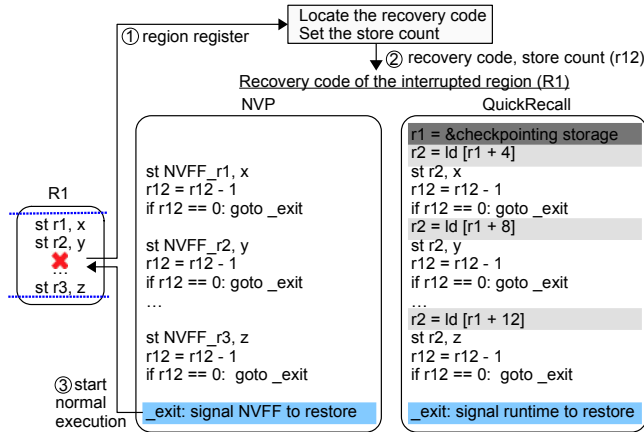 Locate the recovery code
Set the store count
① region register
② recovery code, store count (r12)
Recovery code of the interrupted region (R1)
NVP
QuickRecall
R1
st r1, x
st r2, y
...
st r3, z
st NVFF_r1, x
r12 = r12 - 1
if r12 == 0: goto _exit
st NVFF_r2, y
r12 = r12 - 1
if r12 == 0: goto _exit
...
st NVFF_r3, z
r12 = r12 - 1
if r12 == 0:  goto _exit
_exit: signal NVFF to restore
r1 = &checkpointing storage
r2 = ld [r1 + 4]
st r2, x
r12 = r12 - 1
if r12 == 0: goto _exit
r2 = ld [r1 + 8]
st r2, y
r12 = r12 - 1
if r12 == 0: goto _exit
...
r2 = ld [r1 + 12]
st r2, z
r12 = r12 - 1
if r12 == 0:  goto _exit
_exit: signal runtime to restore
③ start
normal
execution